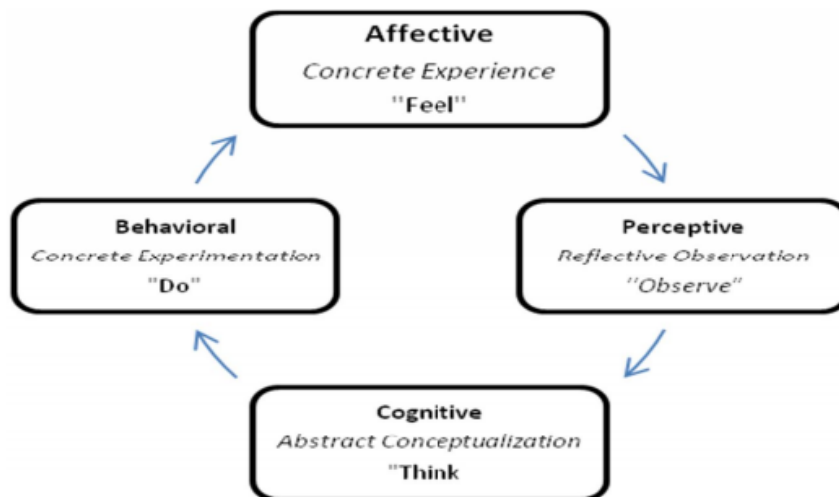 Affective
Concrete Experience
"Feel"
Behavioral
Concrete Experimentation
"Do"
Perceptive
Reflective Observation
"Observe"
Cognitive
Abstract Conceptualization
"Think